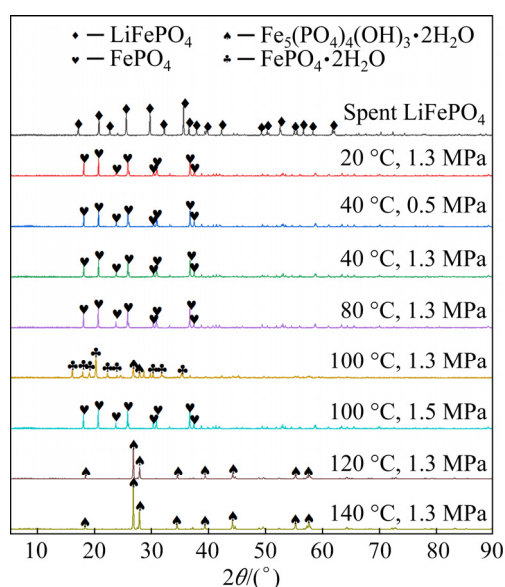 ♦ — LiFePO₄ ♠ — Fe₅(PO₄)₄(OH)₃•2H₂O
♥ — FePO₄ ♣ — FePO₄•2H₂O
Spent LiFePO₄
20 °C, 1.3 MPa
40 °C, 0.5 MPa
40 °C, 1.3 MPa
80 °C, 1.3 MPa
100 °C, 1.3 MPa
100 °C, 1.5 MPa
120 °C, 1.3 MPa
140 °C, 1.3 MPa
10 20 30 40 50 60 70 80 90
2θ/(°)